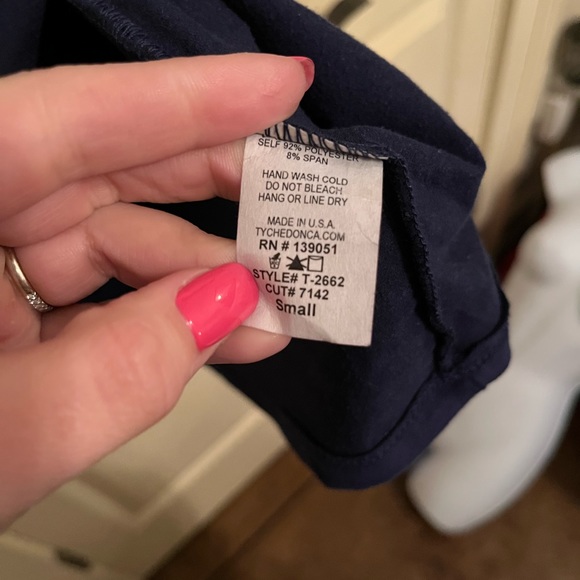 SELF 92% POLYESTER
8% SPAN
HAND WASH COLD
DO NOT BLEACH
HANG OR LINE DRY
MADE IN U.S.A.
TYCHEDONCA.COM
RN # 139051
STYLE# T-2662
CUT# 7142
Small